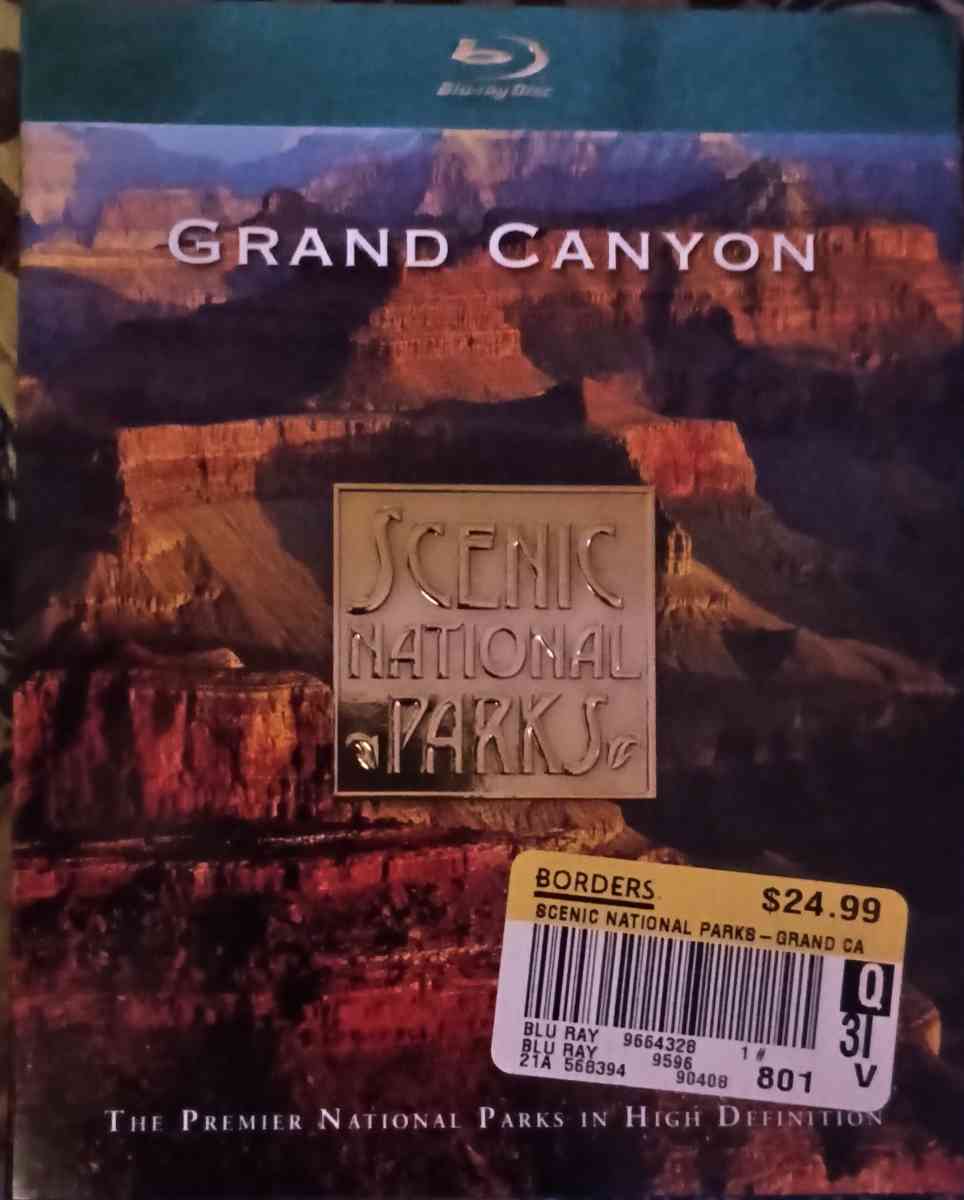 Blu-ray Disc
GRAND CANYON
SCENIC
NATIONAL
PARKS
BORDERS
$24.99
SCENIC NATIONAL PARKS-GRAND CA
Q
3I
V
BLU RAY 9664328 1#
BLU RAY 9596
21A 568394 90408 801
THE PREMIER NATIONAL PARKS IN HIGH DEFINITION